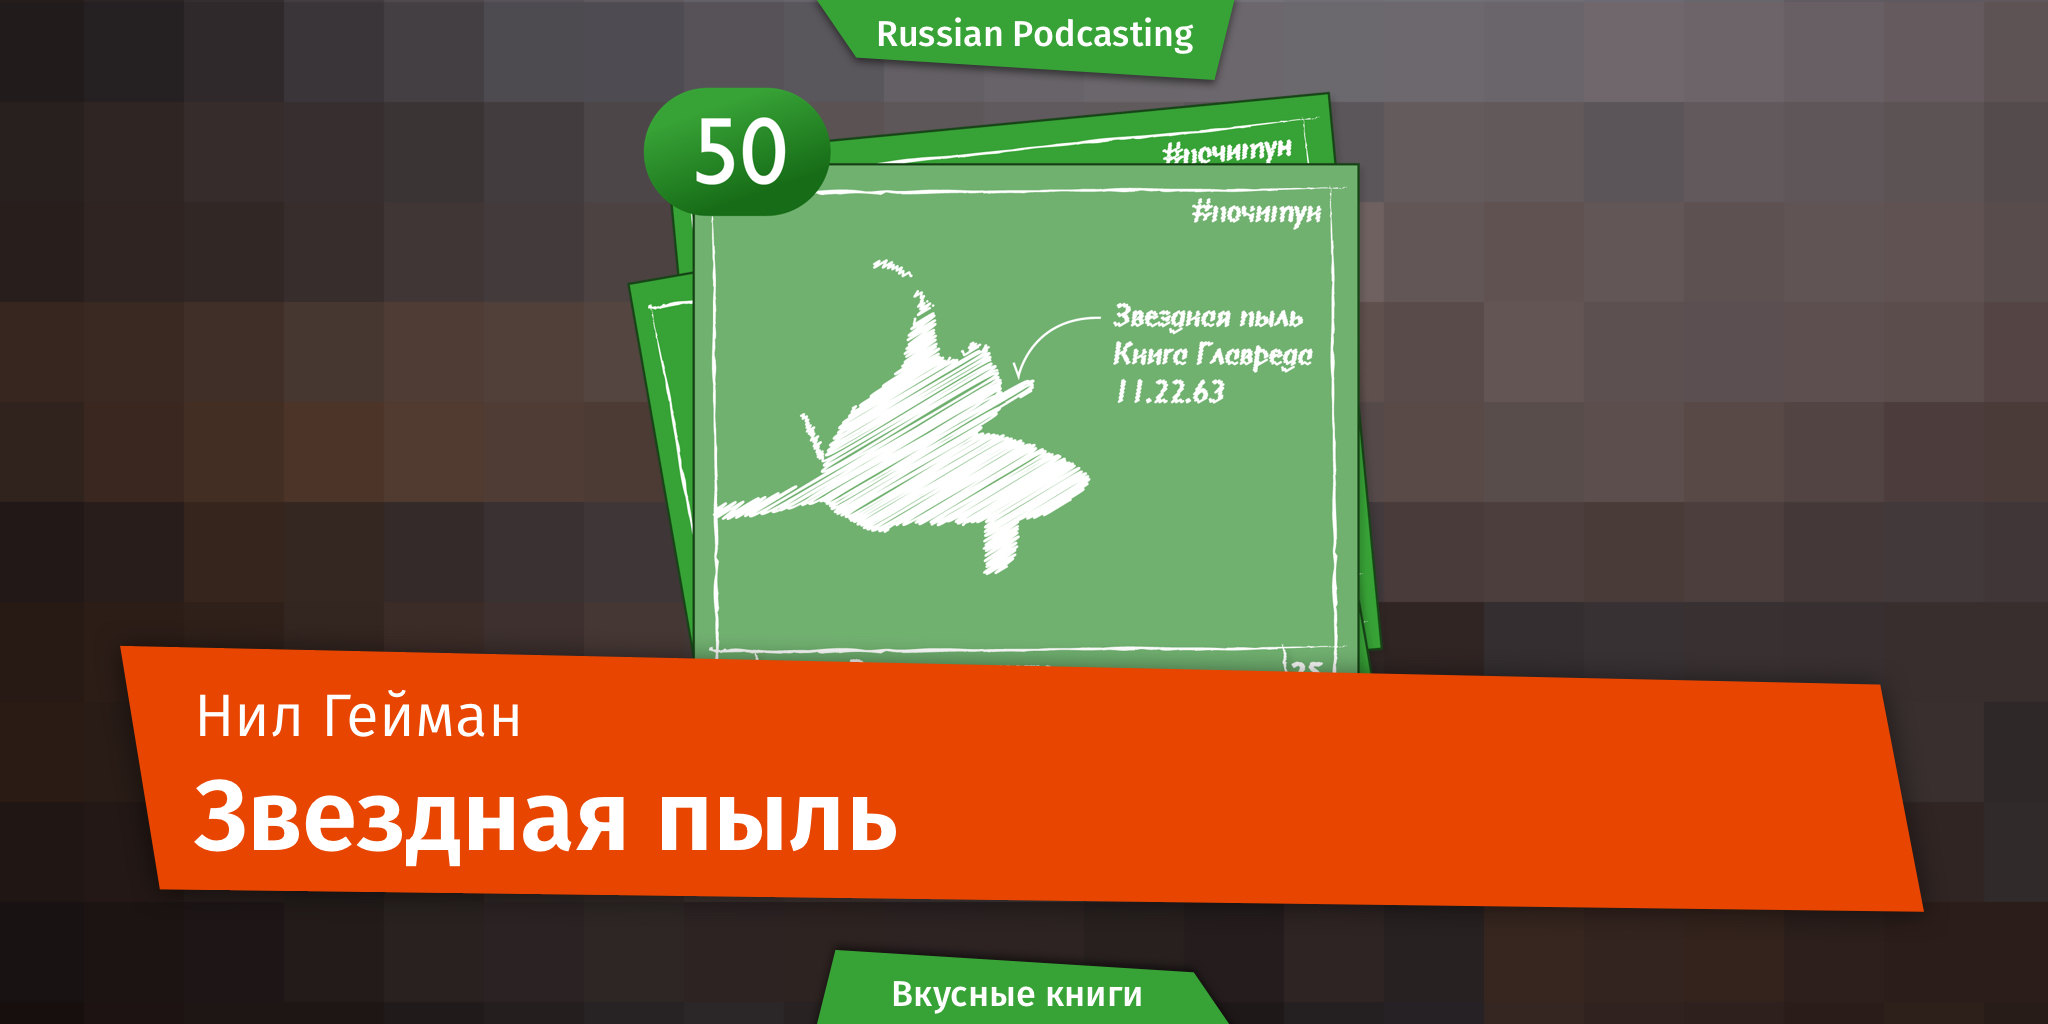 Russian Podcasting
50
#почитун
#почитун
Звездная пыль
Книга Главреда
11.22.63
Нил Гейман
Звездная пыль
Вкусные книги